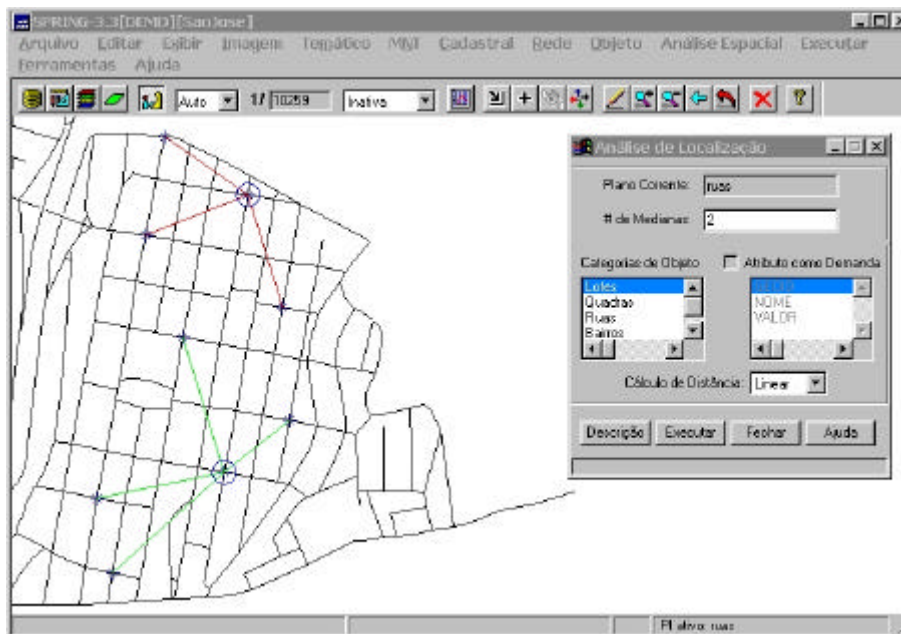 SPRING-3.3[DEMO][SanJose]
Arquivo Editar Exibir Imagem Temático MNT Cadastral Rede Objeto Análise Espacial Executar
Ferramentas Ajuda
Auto 1/ 10259 Inativa
Análise de Localização
Plano Corrente: ruas
# de Medianas: 2
Categorias de Objeto Atributo como Demanda
Lotes
Quadras NOME
Ruas VALOR
Bairros
Cálculo de Distância: Linear
Descrição Executar Fechar Ajuda
PI ativo: ruas